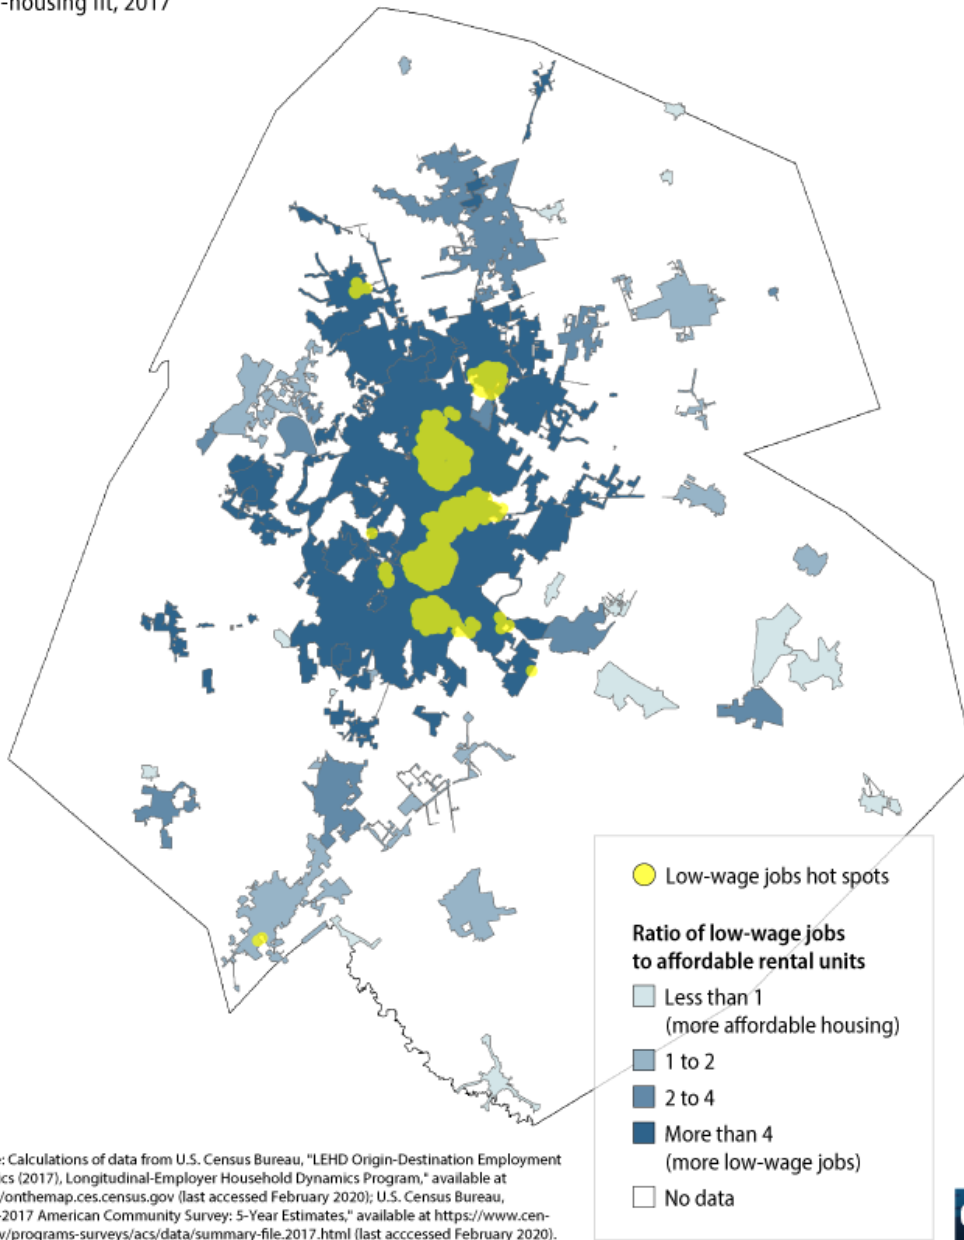 -housing fit, 2017
Low-wage jobs hot spots
Ratio of low-wage jobs
to affordable rental units
Less than 1
(more affordable housing)
1 to 2
2 to 4
More than 4
(more low-wage jobs)
No data
: Calculations of data from U.S. Census Bureau, "LEHD Origin-Destination Employment
ics (2017), Longitudinal-Employer Household Dynamics Program," available at
/onthemap.ces.census.gov (last accessed February 2020); U.S. Census Bureau,
-2017 American Community Survey: 5-Year Estimates," available at https://www.cen-
v/programs-surveys/acs/data/summary-file.2017.html (last acccessed February 2020).